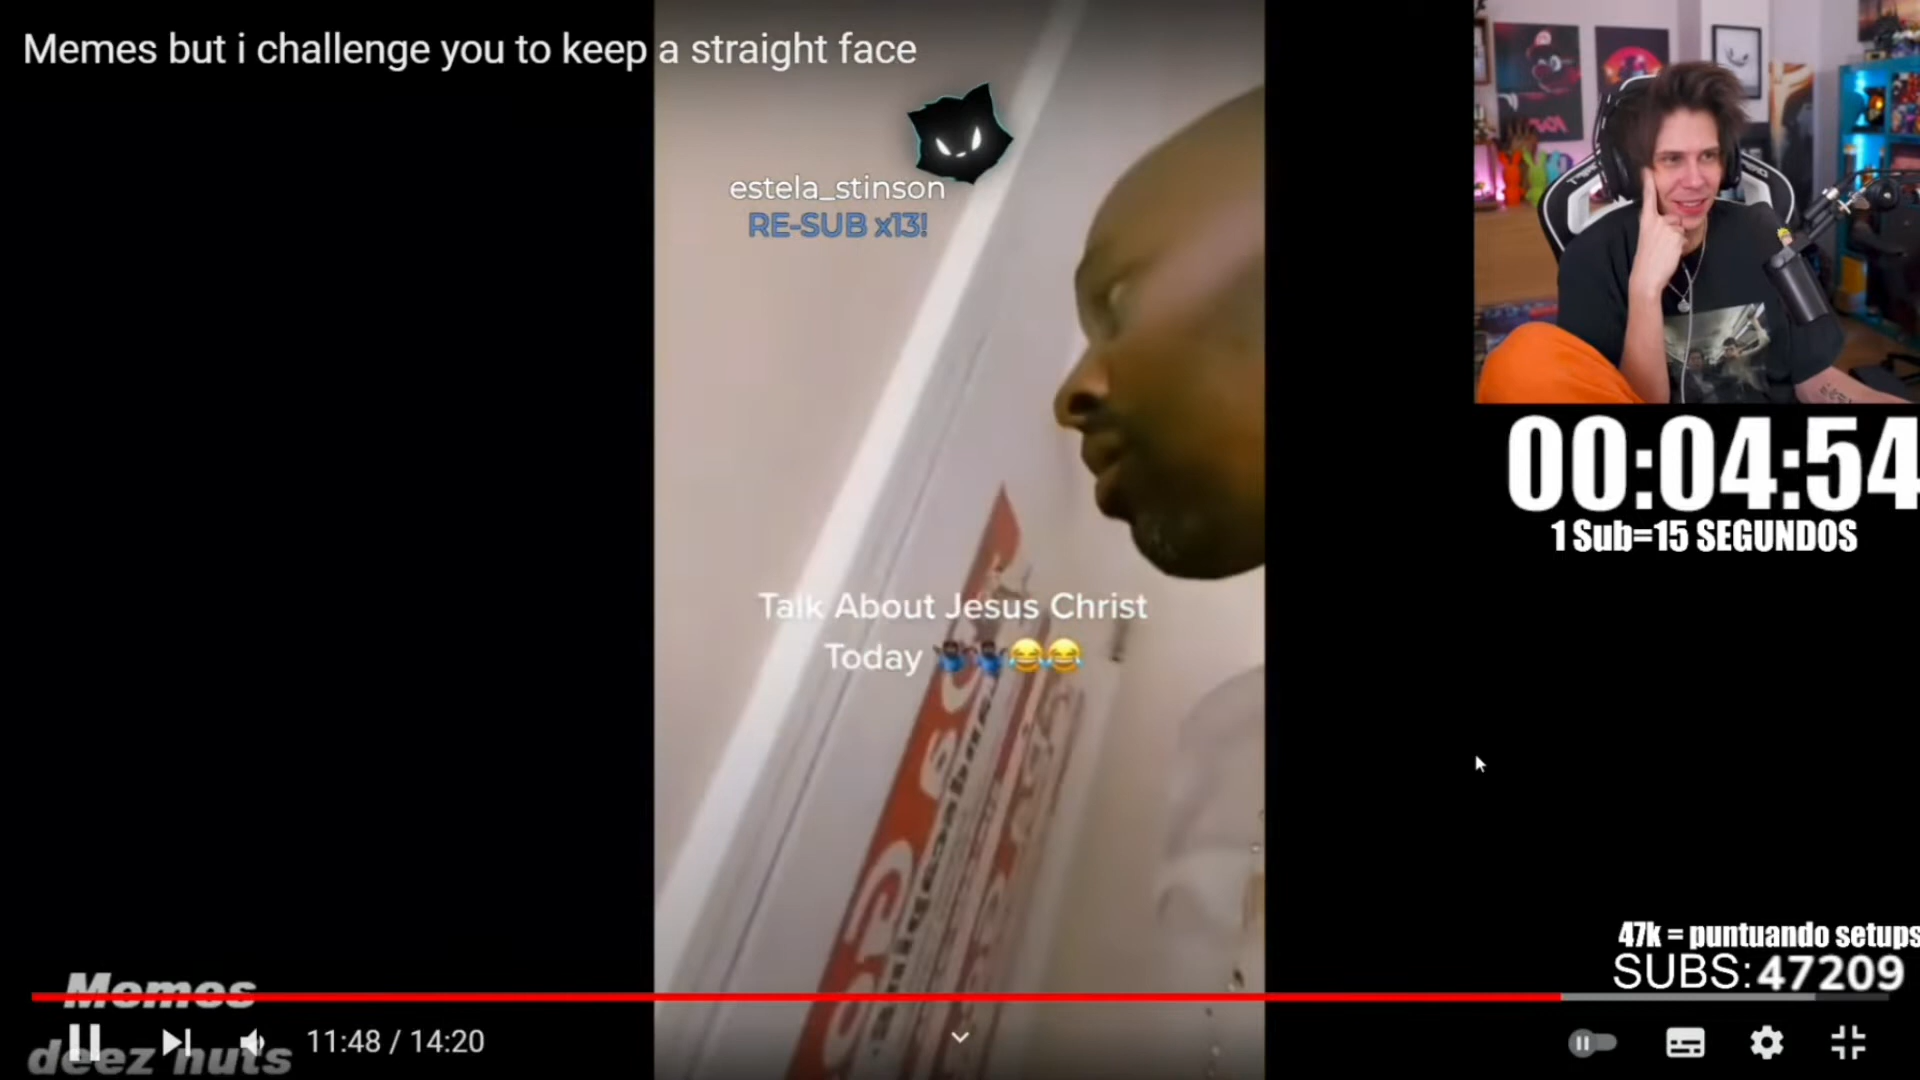 Memes but i challenge you to keep a straight face
estela_stinson
RE-SUB x13!
Talk About Jesus Christ
Today 😂😂
00:04:54
1 Sub=15 SEGUNDOS
47k = puntuando setups
SUBS: 47209
Memes
deez nuts
11:48 / 14:20